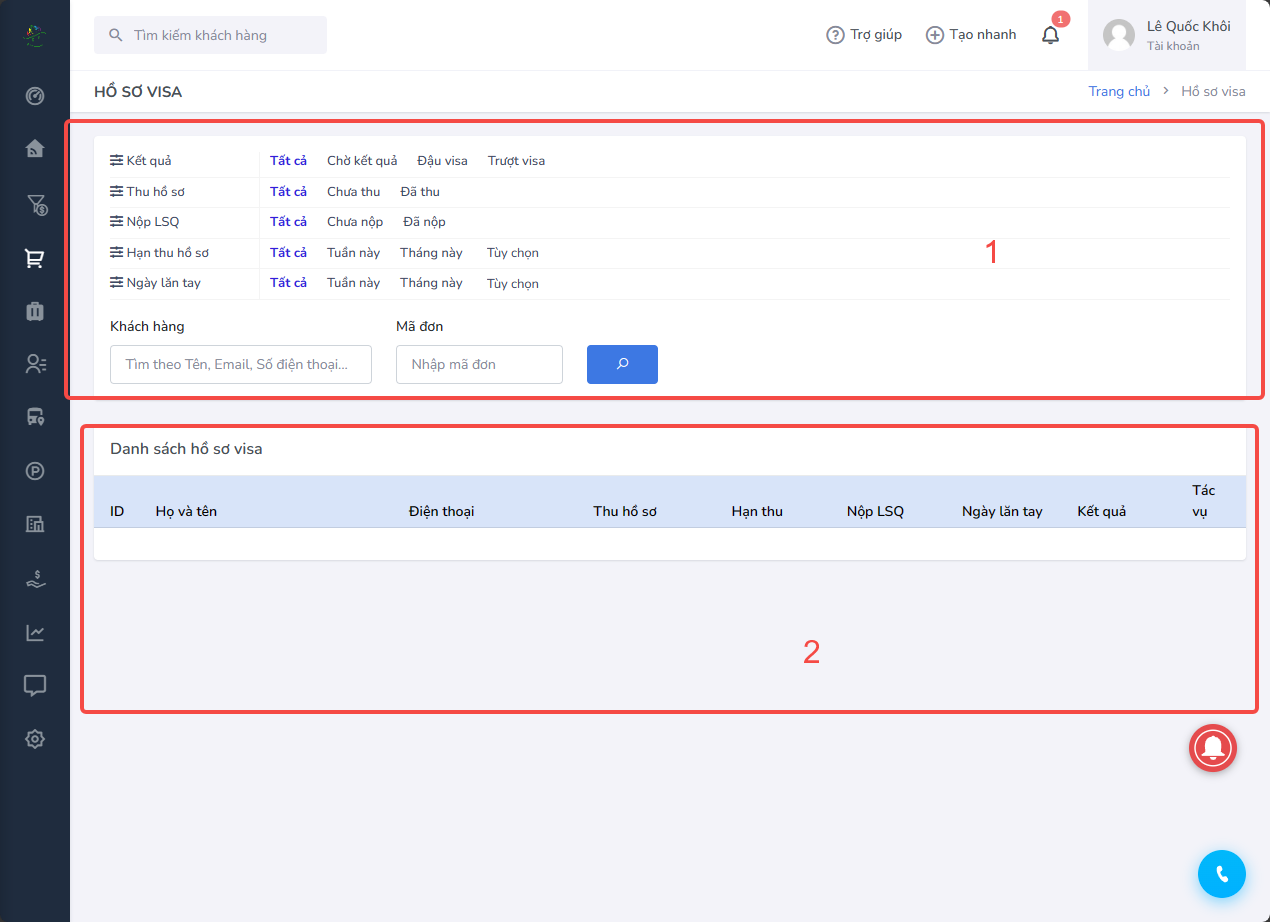 Tìm kiếm khách hàng
Trợ giúp
Tạo nhanh
1
Lê Quốc Khôi
Tài khoản
HỒ SƠ VISA
Trang chủ > Hồ sơ visa
Kết quả Tất cả Chờ kết quả Đậu visa Trượt visa
Thu hồ sơ Tất cả Chưa thu Đã thu
Nộp LSQ Tất cả Chưa nộp Đã nộp
Hạn thu hồ sơ Tất cả Tuần này Tháng này Tùy chọn
1
Ngày lăn tay Tất cả Tuần này Tháng này Tùy chọn
Khách hàng Mã đơn
Tìm theo Tên, Email, Số điện thoại... Nhập mã đơn
Danh sách hồ sơ visa
ID Họ và tên Điện thoại Thu hồ sơ Hạn thu Nộp LSQ Ngày lăn tay Kết quả Tác vụ
2